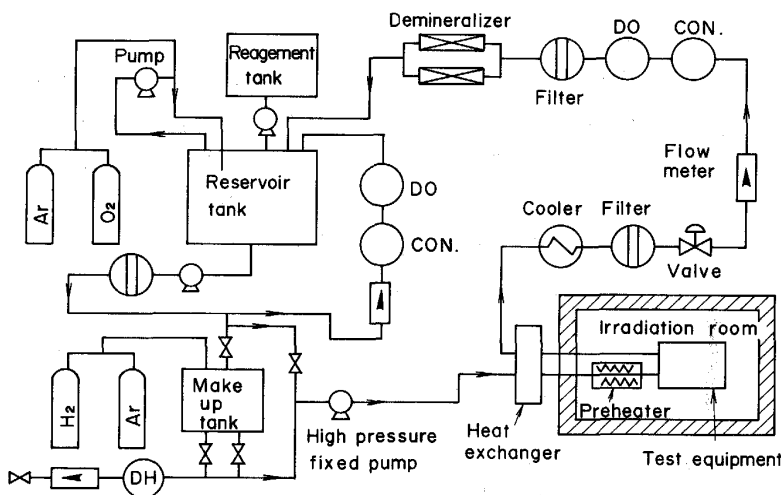 Demineralizer
DO
CON.
Pump
Reagement
tank
Filter
Reservoir
tank
Ar
O2
DO
CON.
Flow
meter
Cooler
Filter
Valve
Irradiation room
Make
up
tank
H2
Ar
Preheater
High pressure
fixed pump
Heat
exchanger
Test equipment
DH